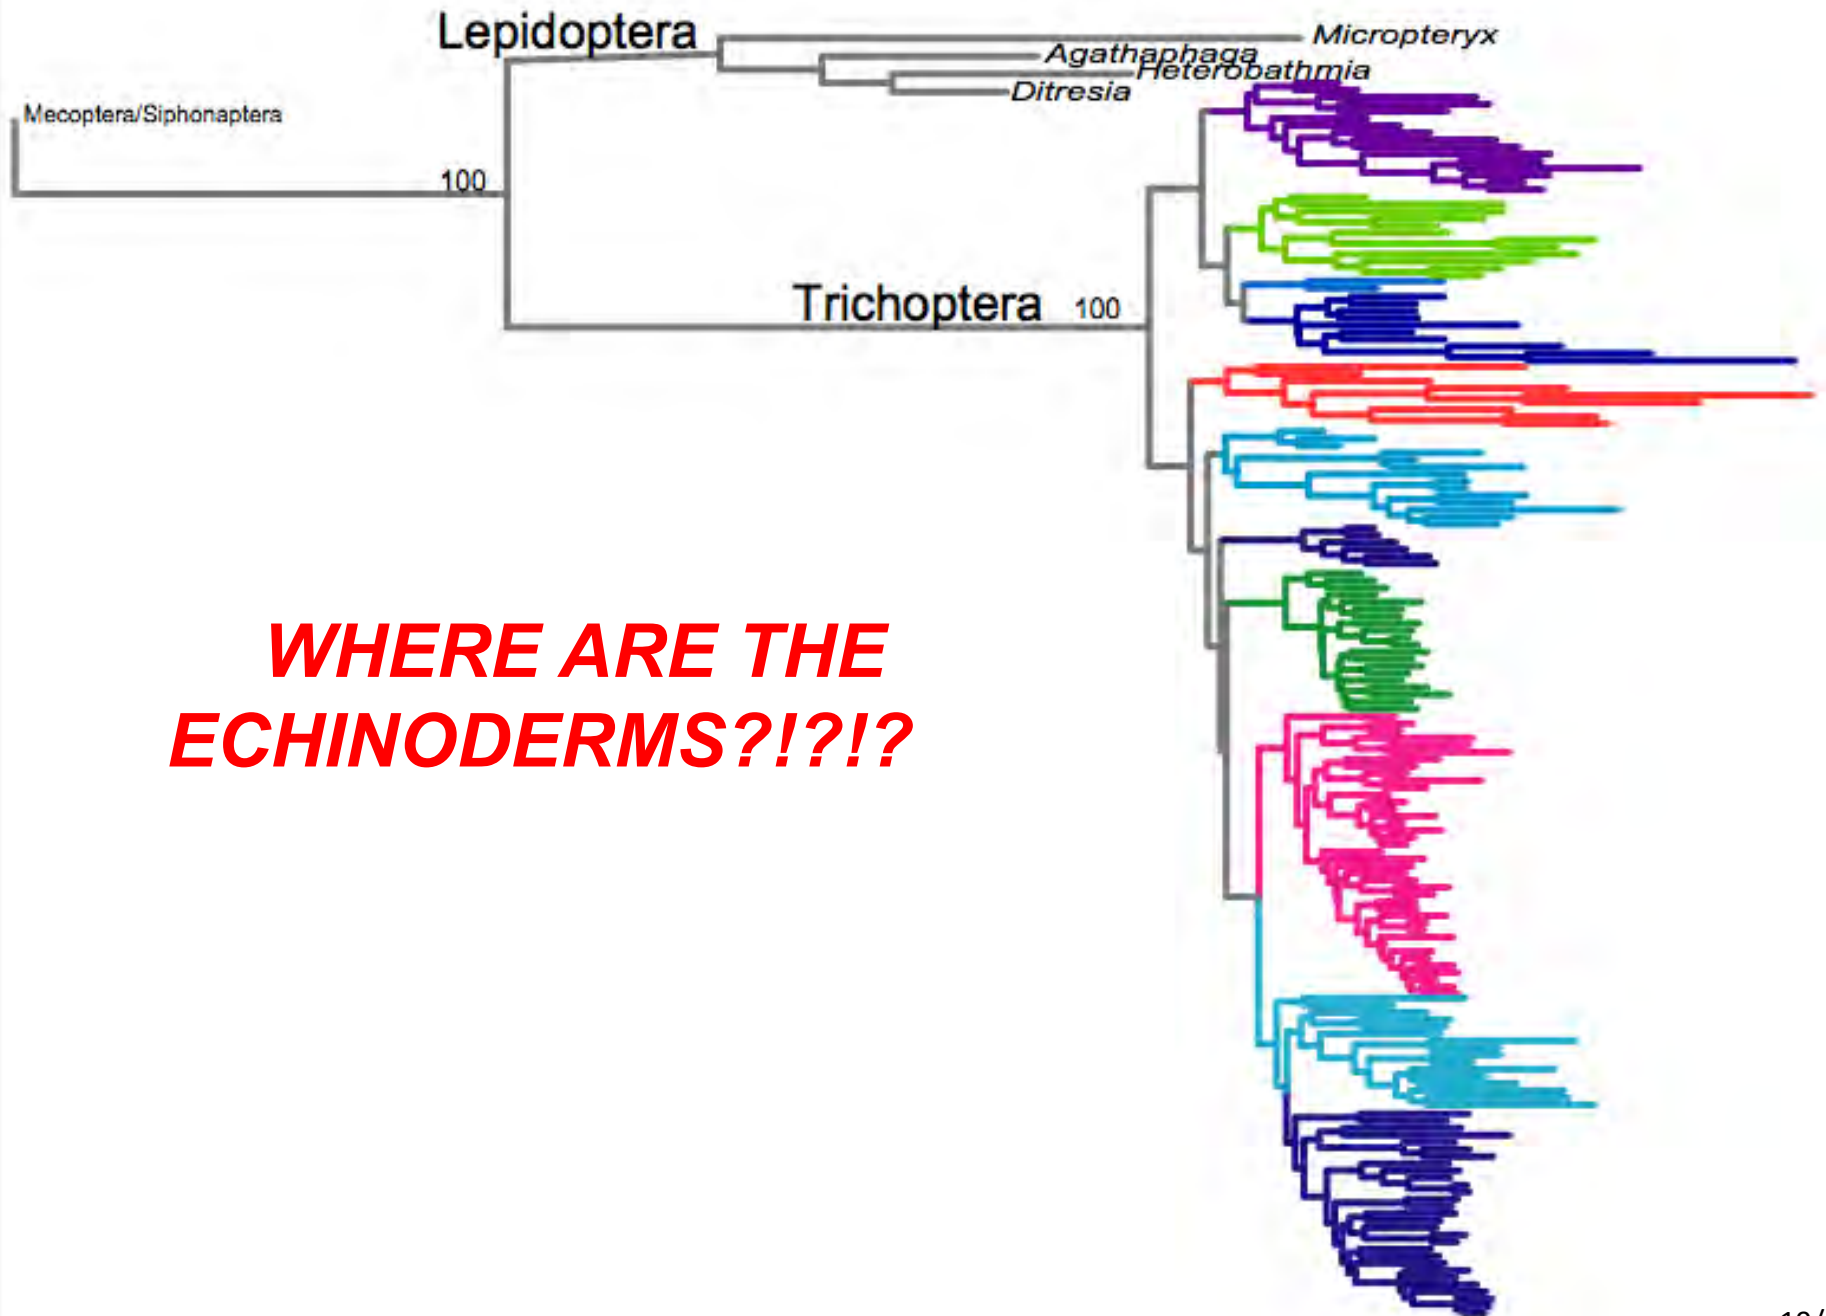 Lepidoptera
Micropteryx
Agathaphaga
Heterobathmia
Ditresia
Mecoptera/Siphonaptera
100
Trichoptera 100
WHERE ARE THE
ECHINODERMS?!?!?